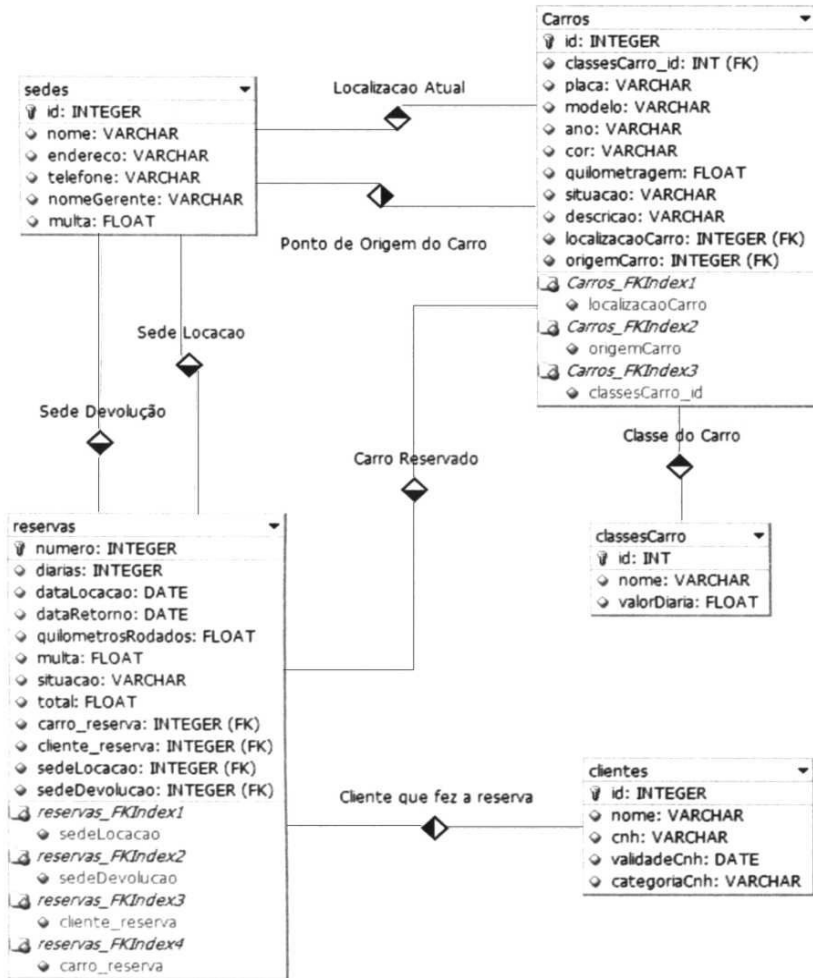 sedes
id: INTEGER
nome: VARCHAR
endereco: VARCHAR
telefone: VARCHAR
nomeGerente: VARCHAR
multa: FLOAT
Localizacao Atual
Ponto de Origem do Carro
Carros
id: INTEGER
classesCarro_id: INT (FK)
placa: VARCHAR
modelo: VARCHAR
ano: VARCHAR
cor: VARCHAR
quilometragem: FLOAT
situacao: VARCHAR
descricao: VARCHAR
localizacaoCarro: INTEGER (FK)
origemCarro: INTEGER (FK)
Carros_FKIndex1
localizacaoCarro
Carros_FKIndex2
origemCarro
Carros_FKIndex3
classesCarro_id
Sede Locacao
Sede Devolução
Carro Reservado
Classe do Carro
classesCarro
id: INT
nome: VARCHAR
valorDiaria: FLOAT
reservas
numero: INTEGER
diarias: INTEGER
dataLocacao: DATE
dataRetorno: DATE
quilometrosRodados: FLOAT
multa: FLOAT
situacao: VARCHAR
total: FLOAT
carro_reserva: INTEGER (FK)
cliente_reserva: INTEGER (FK)
sedeLocacao: INTEGER (FK)
sedeDevolucao: INTEGER (FK)
reservas_FKIndex1
sedeLocacao
reservas_FKIndex2
sedeDevolucao
reservas_FKIndex3
cliente_reserva
reservas_FKIndex4
carro_reserva
Cliente que fez a reserva
clientes
id: INTEGER
nome: VARCHAR
cnh: VARCHAR
validadeCnh: DATE
categoriaCnh: VARCHAR